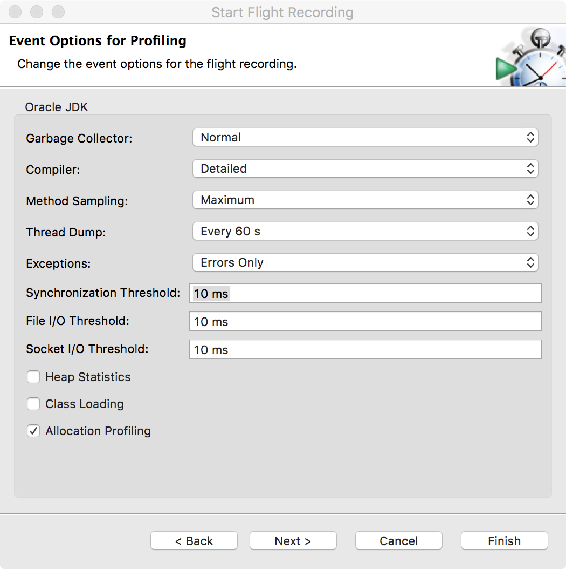 Start Flight Recording
Event Options for Profiling
Change the event options for the flight recording.
Oracle JDK
Garbage Collector: Normal
Compiler: Detailed
Method Sampling: Maximum
Thread Dump: Every 60 s
Exceptions: Errors Only
Synchronization Threshold: 10 ms
File I/O Threshold: 10 ms
Socket I/O Threshold: 10 ms
Heap Statistics
Class Loading
Allocation Profiling
< Back Next > Cancel Finish